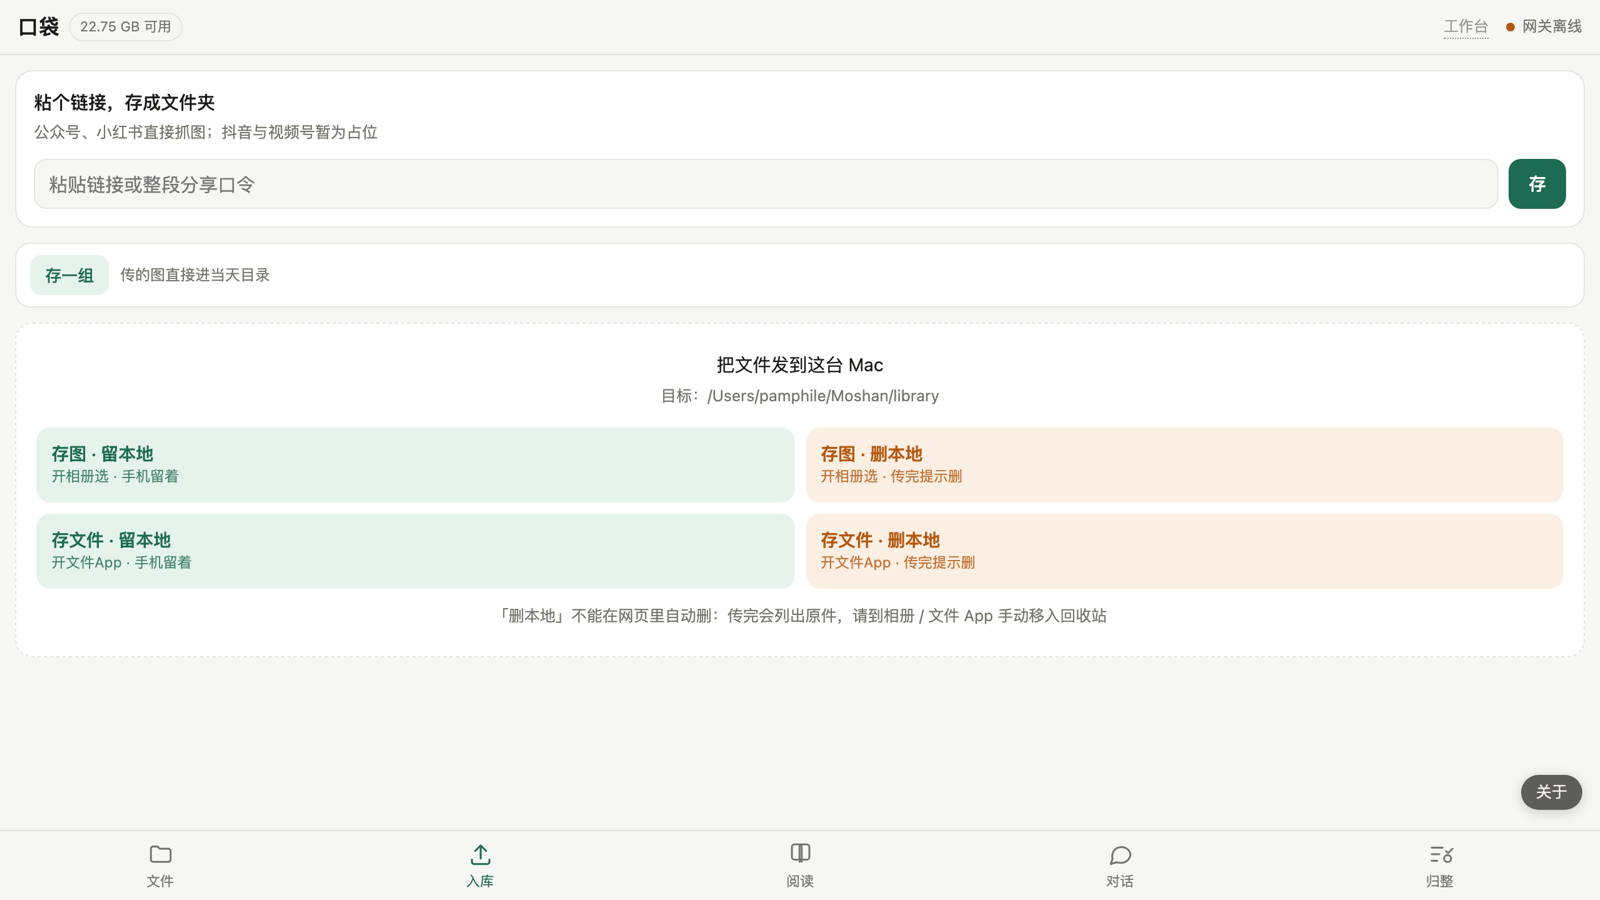 口袋
22.75 GB 可用
工作台
网关离线
粘个链接，存成文件夹
公众号、小红书直接抓图；抖音与视频号暂为占位
粘贴链接或整段分享口令
存
存一组
传的图直接进当天目录
把文件发到这台 Mac
目标：/Users/pamphile/Moshan/library
存图 · 留本地
开相册选 · 手机留着
存图 · 删本地
开相册选 · 传完提示删
存文件 · 留本地
开文件App · 手机留着
存文件 · 删本地
开文件App · 传完提示删
「删本地」不能在网页里自动删：传完会列出原件，请到相册 / 文件 App 手动移入回收站
关于
文件
入库
阅读
对话
归整